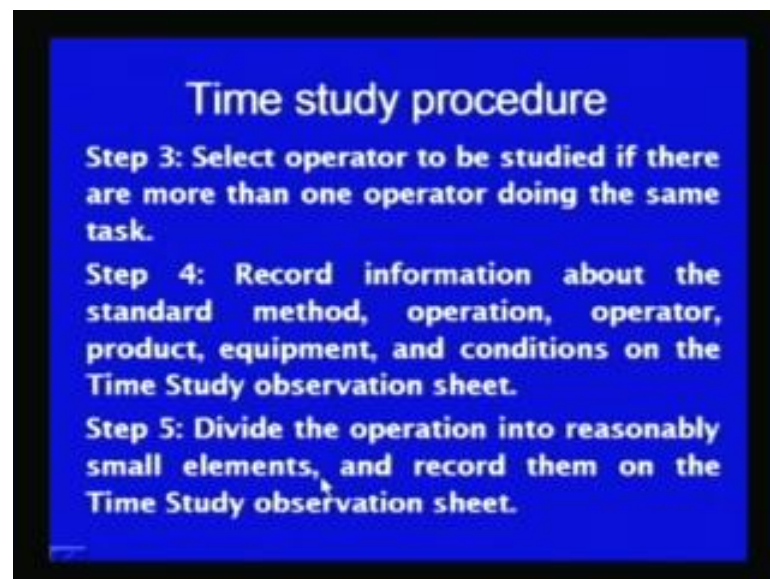 Time study procedure
Step 3: Select operator to be studied if there
are more than one operator doing the same
task.
Step 4: Record information about the
standard method, operation, operator,
product, equipment, and conditions on the
Time Study observation sheet.
Step 5: Divide the operation into reasonably
small elements, and record them on the
Time Study observation sheet.